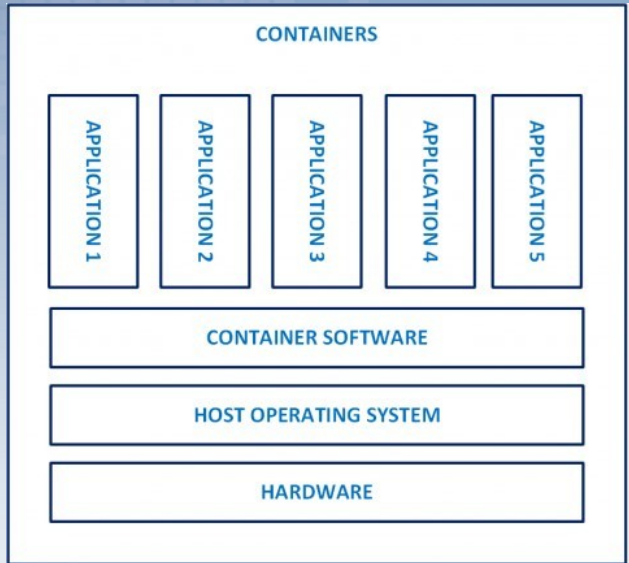 CONTAINERS
APPLICATION 1
APPLICATION 2
APPLICATION 3
APPLICATION 4
APPLICATION 5
CONTAINER SOFTWARE
HOST OPERATING SYSTEM
HARDWARE